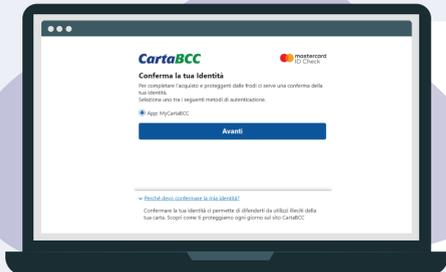 CartaBCC
mastercard
ID Check
Conferma la tua Identità
Per completare l'acquisto e proteggerti dalle frodi ci serve una conferma della
tua identità.
Seleziona uno tra i seguenti metodi di autenticazione.
App: MyCartaBCC
Avanti
Perché devo confermare la mia identità?
Confermare la tua identità ci permette di difenderti da utilizzi illeciti della
tua carta. Scopri come ti proteggiamo ogni giorno sul sito CartaBCC